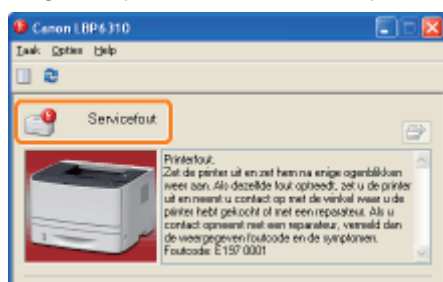 Canon LBP6310
Taak Opties Help
Servicefout
Printerfout.
Zet de printer uit en zet hem na enige ogenblikken
weer aan. Als dezelfde fout optreedt, zet u de printer
uit en neemt u contact op met de winkel waar u de
printer hebt gekocht of met een reparateur. Als u
contact opneemt met een reparateur, vermeld dan
de weergegeven foutcode en de symptomen.
Foutcode: E197 0001